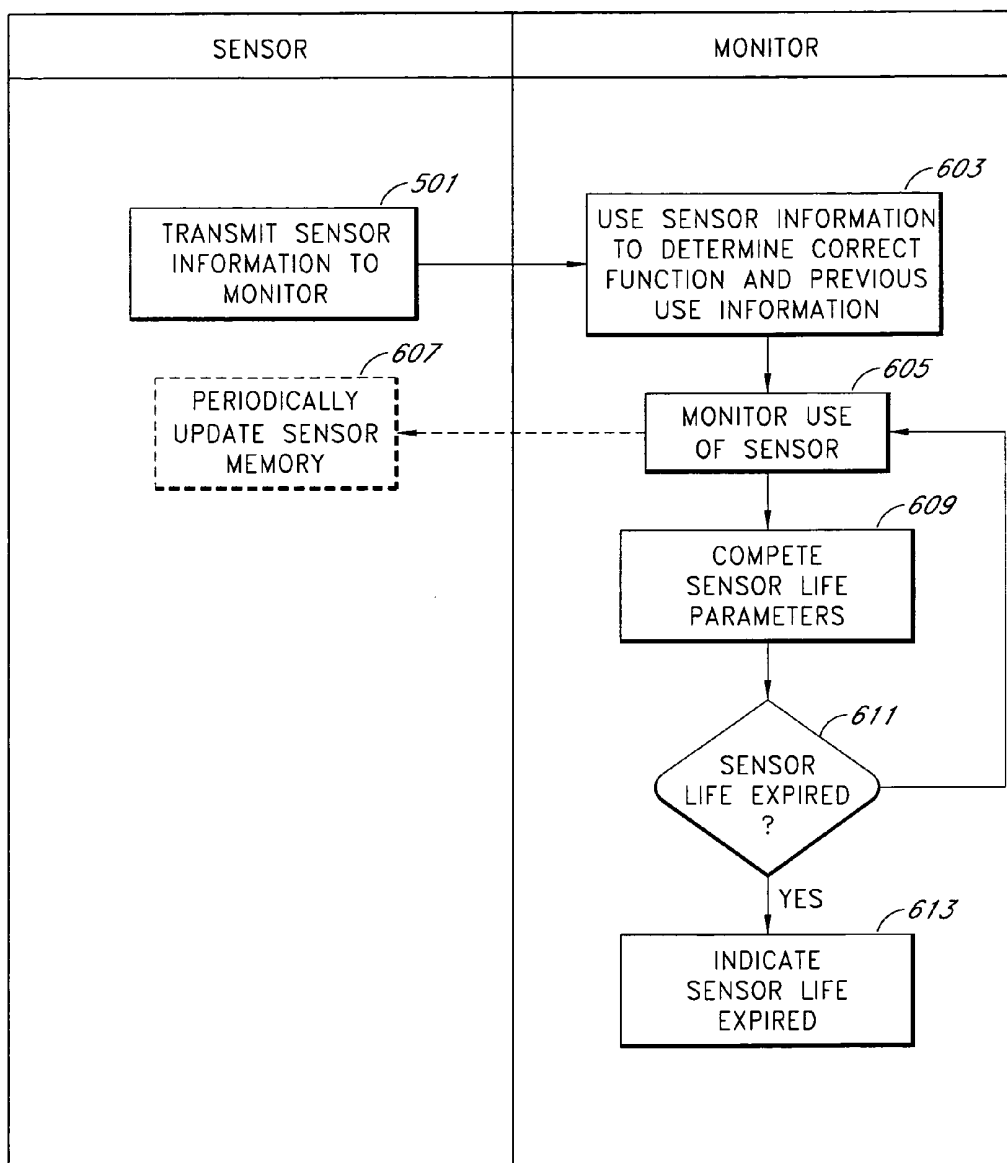 SENSOR
MONITOR
501
TRANSMIT SENSOR
INFORMATION TO
MONITOR
603
USE SENSOR INFORMATION
TO DETERMINE CORRECT
FUNCTION AND PREVIOUS
USE INFORMATION
607
PERIODICALLY
UPDATE SENSOR
MEMORY
605
MONITOR USE
OF SENSOR
609
COMPETE
SENSOR LIFE
PARAMETERS
611
SENSOR
LIFE EXPIRED
?
YES
613
INDICATE
SENSOR LIFE
EXPIRED